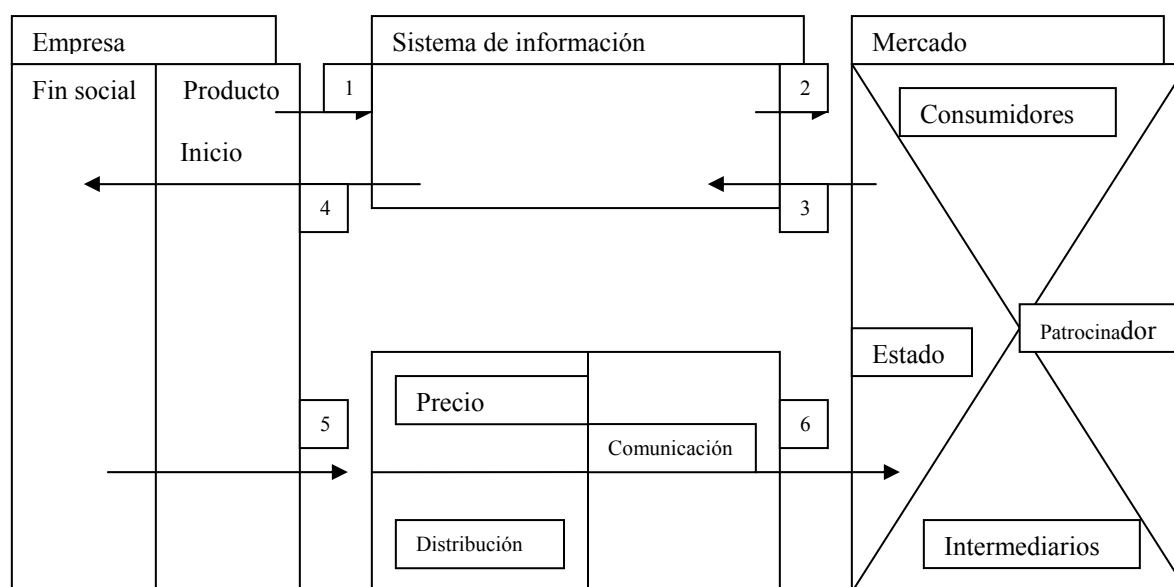 Empresa
Sistema de información
Mercado
Fin social
Producto
1
2
Consumidores
Inicio
4
3
Patrocinador
Estado
Precio
5
6
Comunicación
Distribución
Intermediarios